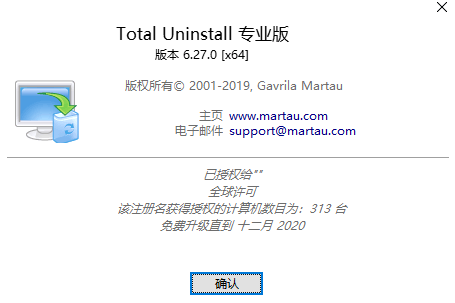 Total Uninstall 专业版
版本 6.27.0 [x64]
版权所有© 2001-2019, Gavrila Martau
主页 www.martau.com
电子邮件 support@martau.com
已授权给""
全球许可
该注册名获得授权的计算机数目为：313 台
免费升级直到 十二月 2020
确认